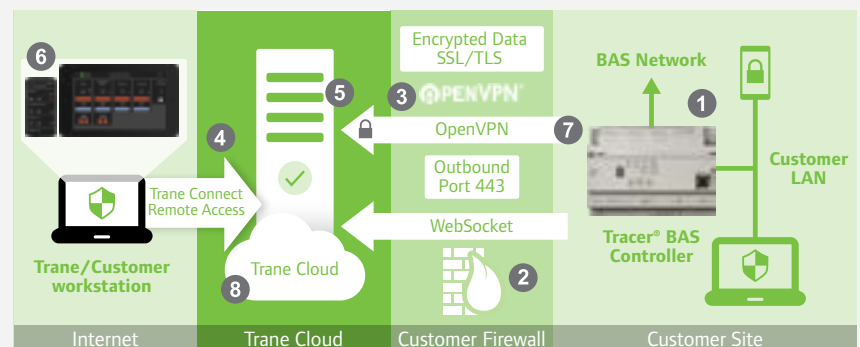 6
Trane/Customer
workstation
Internet
4
Trane Connect
Remote Access
5
8
Trane Cloud
Trane Cloud
Encrypted Data
SSL/TLS
3
OPENVPN
OpenVPN
7
Outbound
Port 443
WebSocket
2
Customer Firewall
BAS Network
1
Tracer® BAS
Controller
Customer
LAN
Customer Site